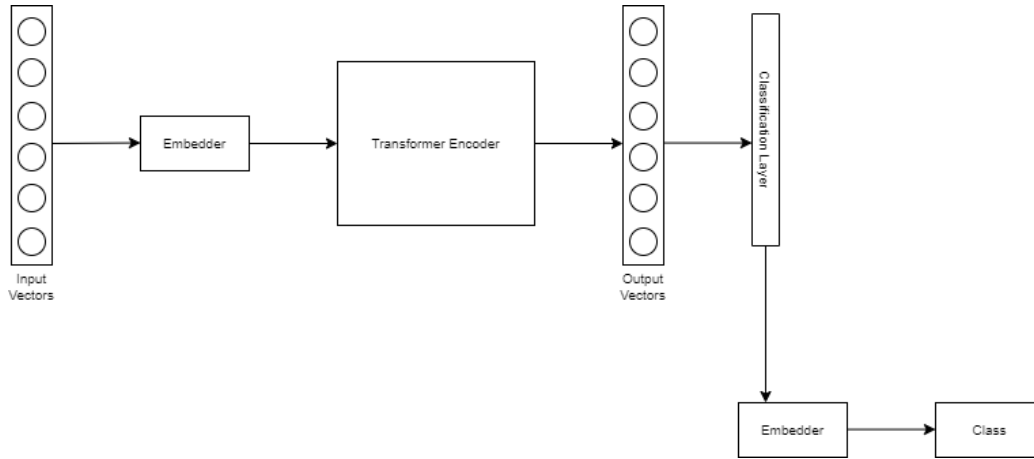 Embedder
Transformer Encoder
Classification Layer
Input
Vectors
Output
Vectors
Embedder
Class